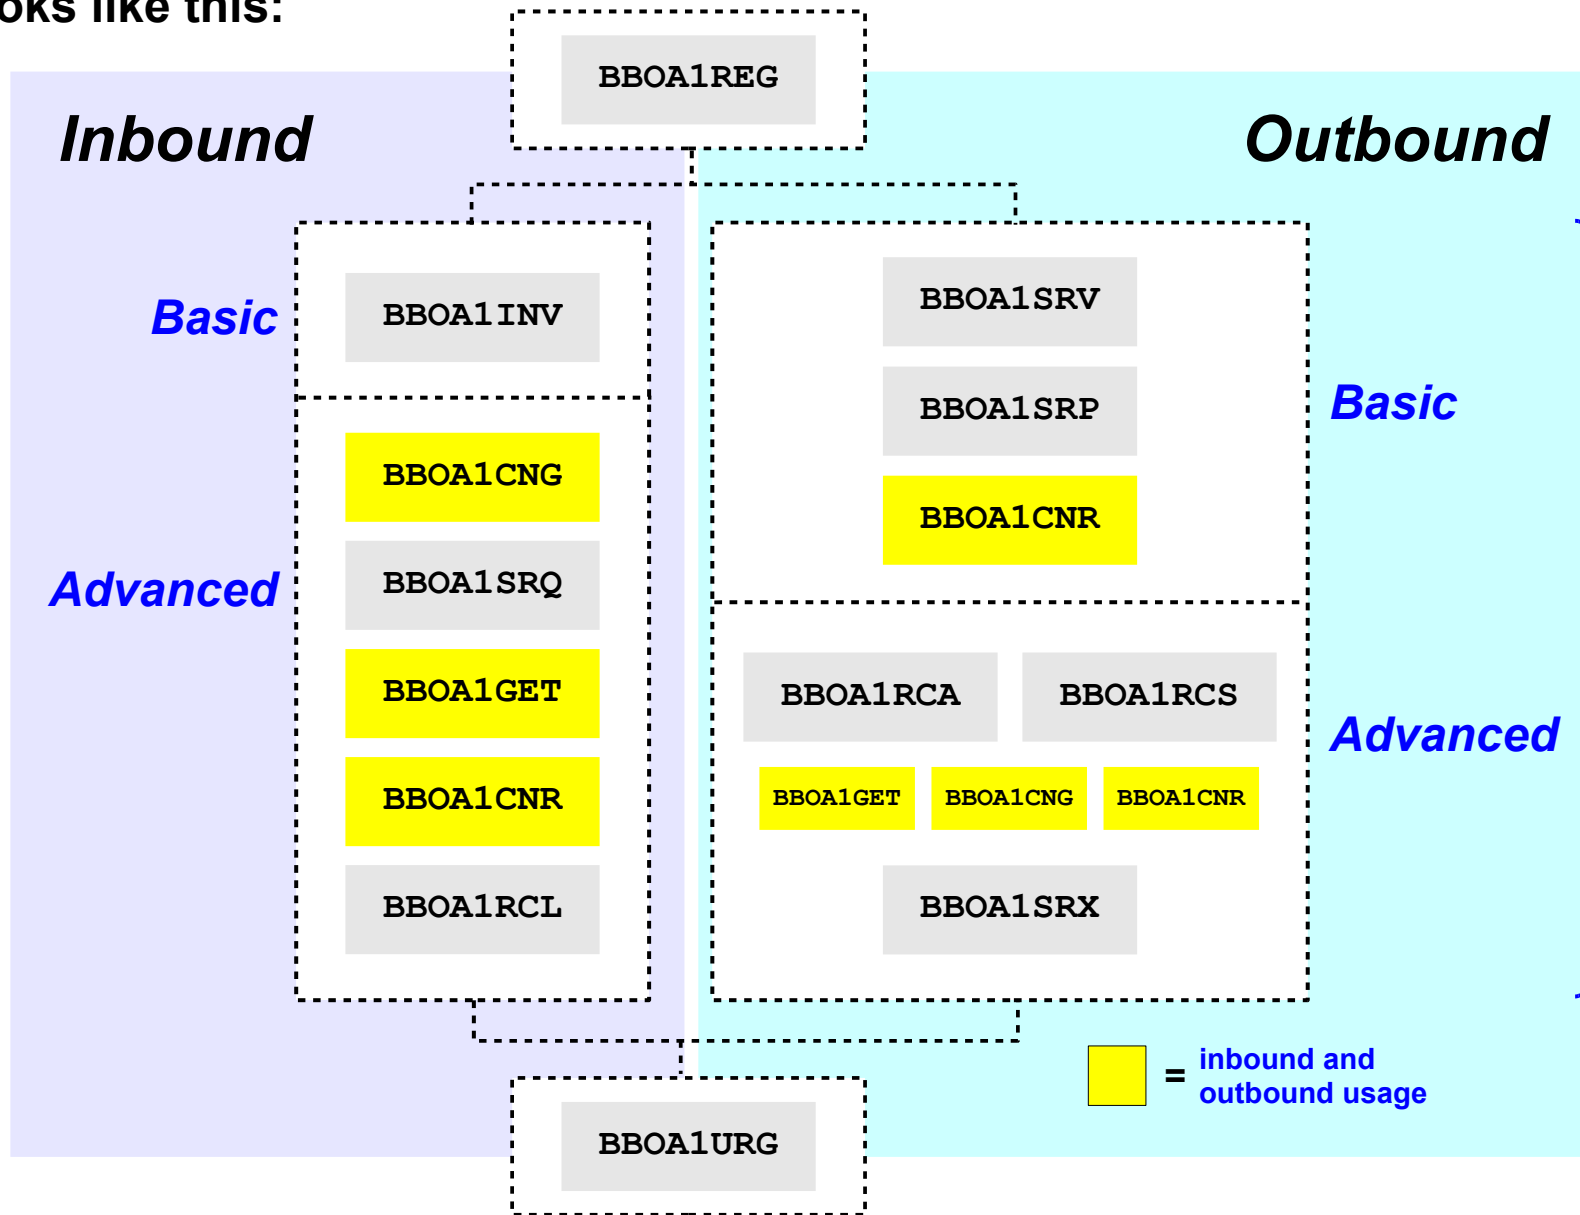 ooks like this:
BBOA1REG
Inbound
Outbound
Basic
BBOA1INV
Advanced
BBOA1CNG
BBOA1SRQ
BBOA1GET
BBOA1CNR
BBOA1RCL
BBOA1SRV
BBOA1SRP
BBOA1CNR
Basic
BBOA1RCA BBOA1RCS
BBOA1GET BBOA1CNG BBOA1CNR
BBOA1SRX
Advanced
= inbound and
outbound usage
BBOA1URG